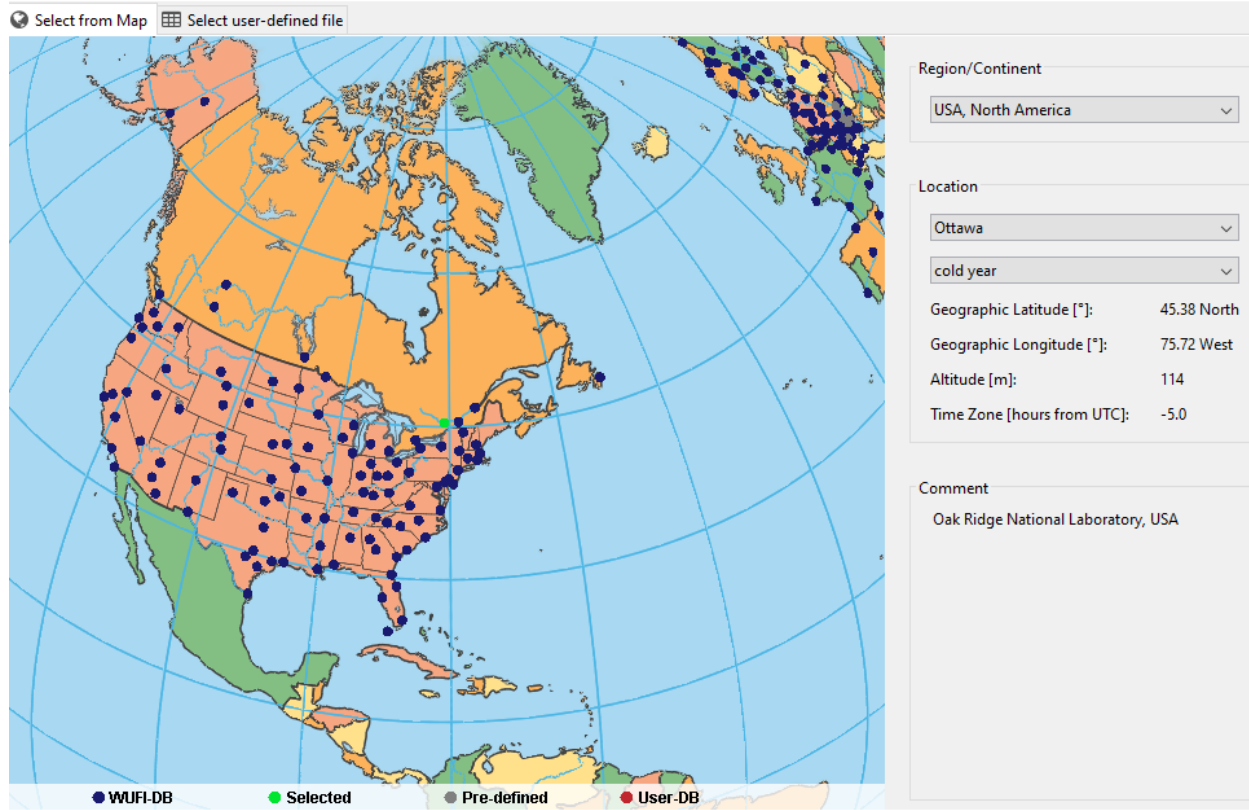 Select from Map
Select user-defined file
Region/Continent
USA, North America
Location
Ottawa
cold year
Geographic Latitude [°]: 45.38 North
Geographic Longitude [°]: 75.72 West
Altitude [m]: 114
Time Zone [hours from UTC]: -5.0
Comment
Oak Ridge National Laboratory, USA
WUFI-DB Selected Pre-defined User-DB